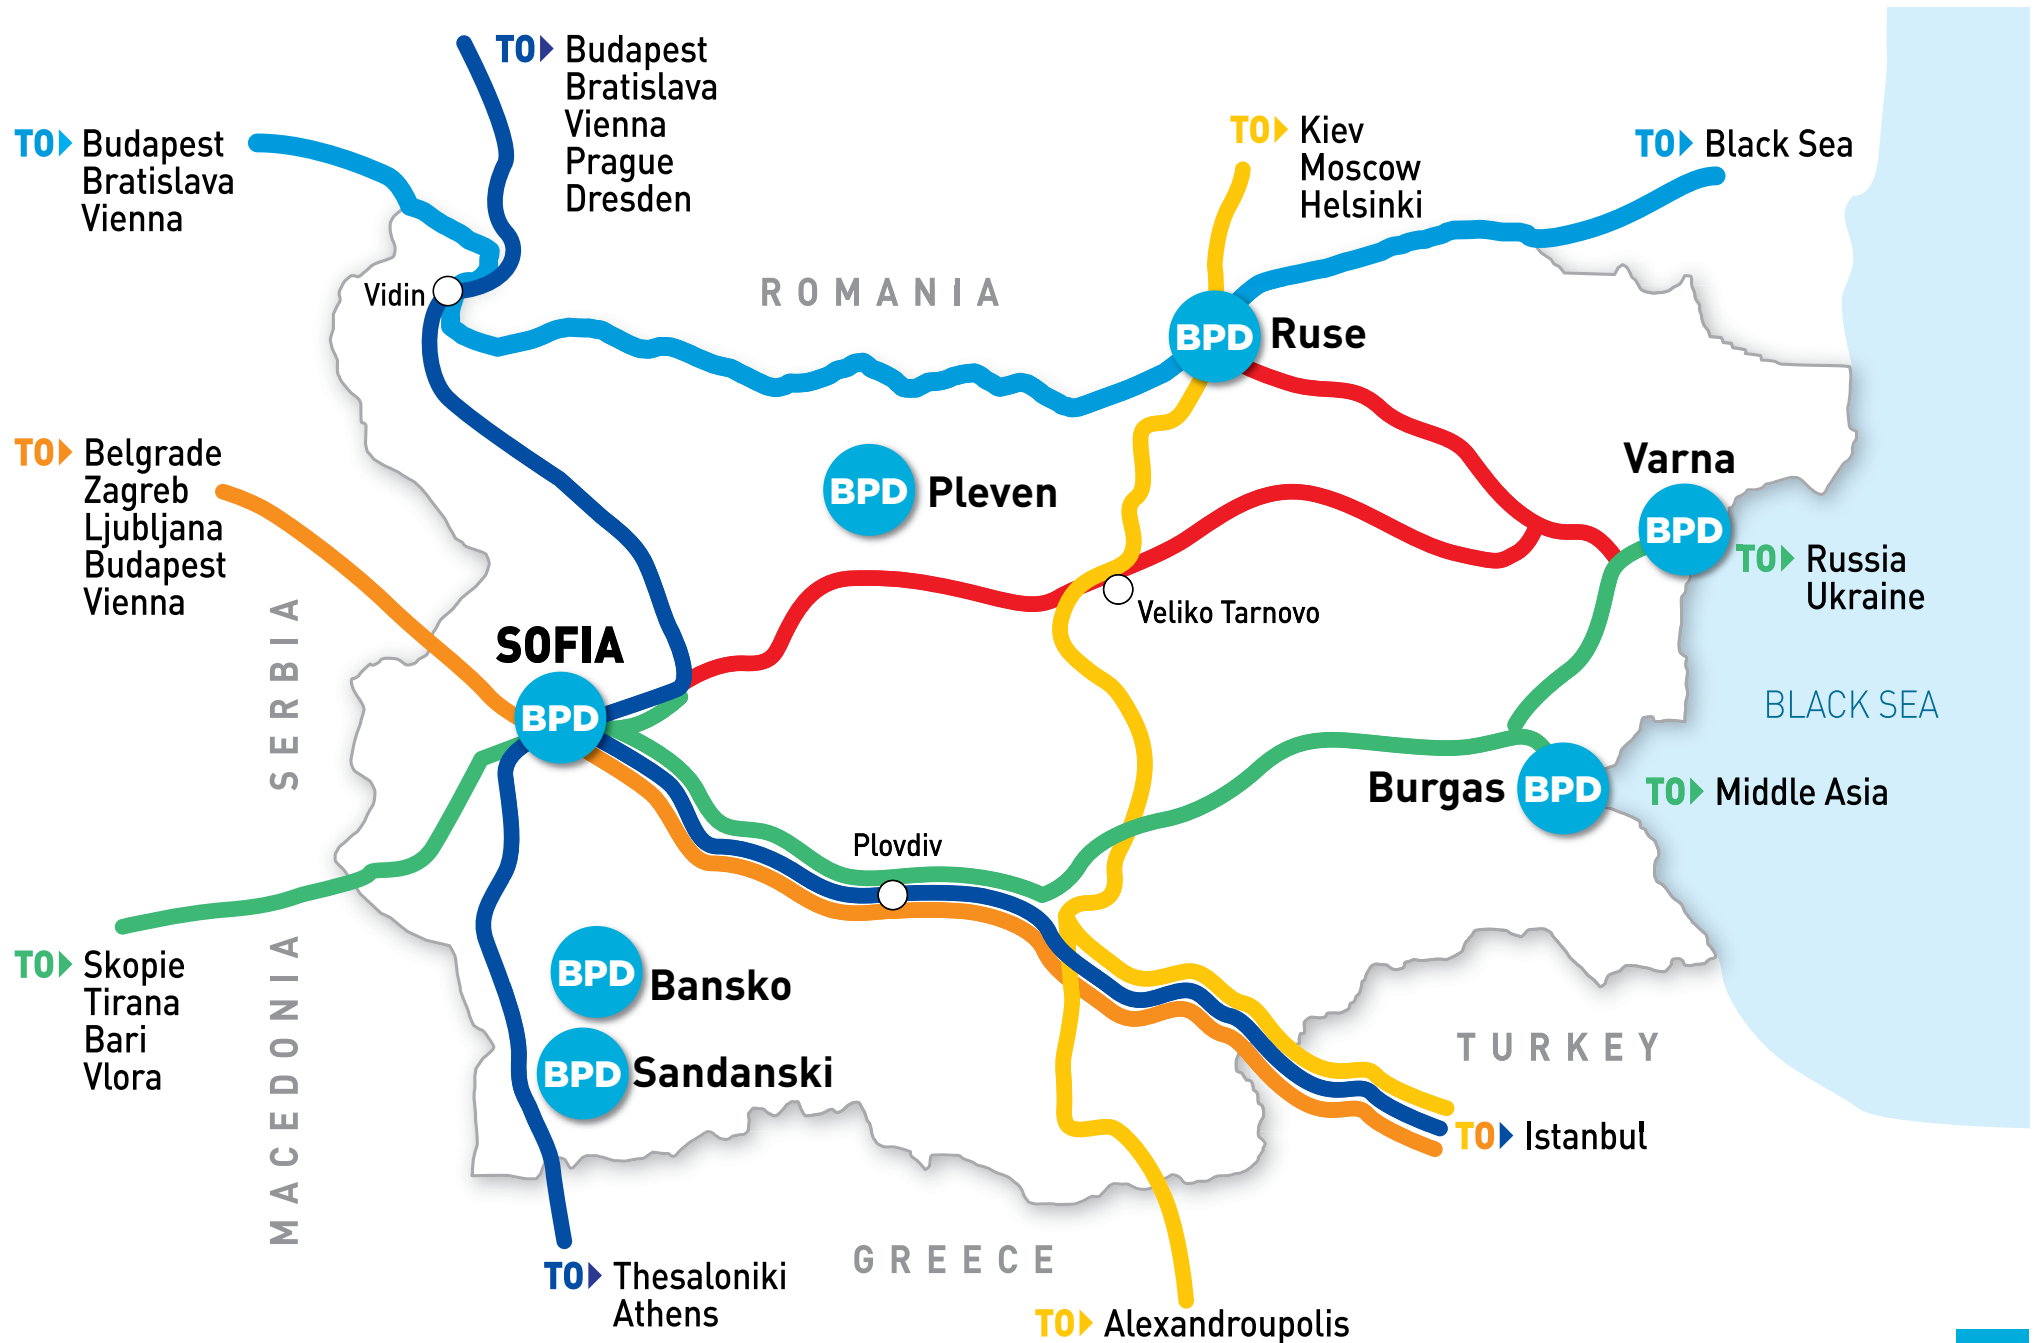 TO Budapest
Bratislava
Vienna
Prague
Dresden
TO Budapest
Bratislava
Vienna
TO Kiev
Moscow
Helsinki
TO Black Sea
Vidin
ROMANIA
BPD Ruse
TO Belgrade
Zagreb
Ljubljana
Budapest
Vienna
BPD Pleven
Varna
BPD
TO Russia
Ukraine
Veliko Tarnovo
SERBIA
SOFIA
BPD
BLACK SEA
Burgas BPD
TO Middle Asia
Plovdiv
TO Skopie
Tirana
Bari
Vlora
MACEDONIA
BPD Bansko
BPD Sandanski
TURKEY
TO Istanbul
GREECE
TO Thesaloniki
Athens
TO Alexandroupolis